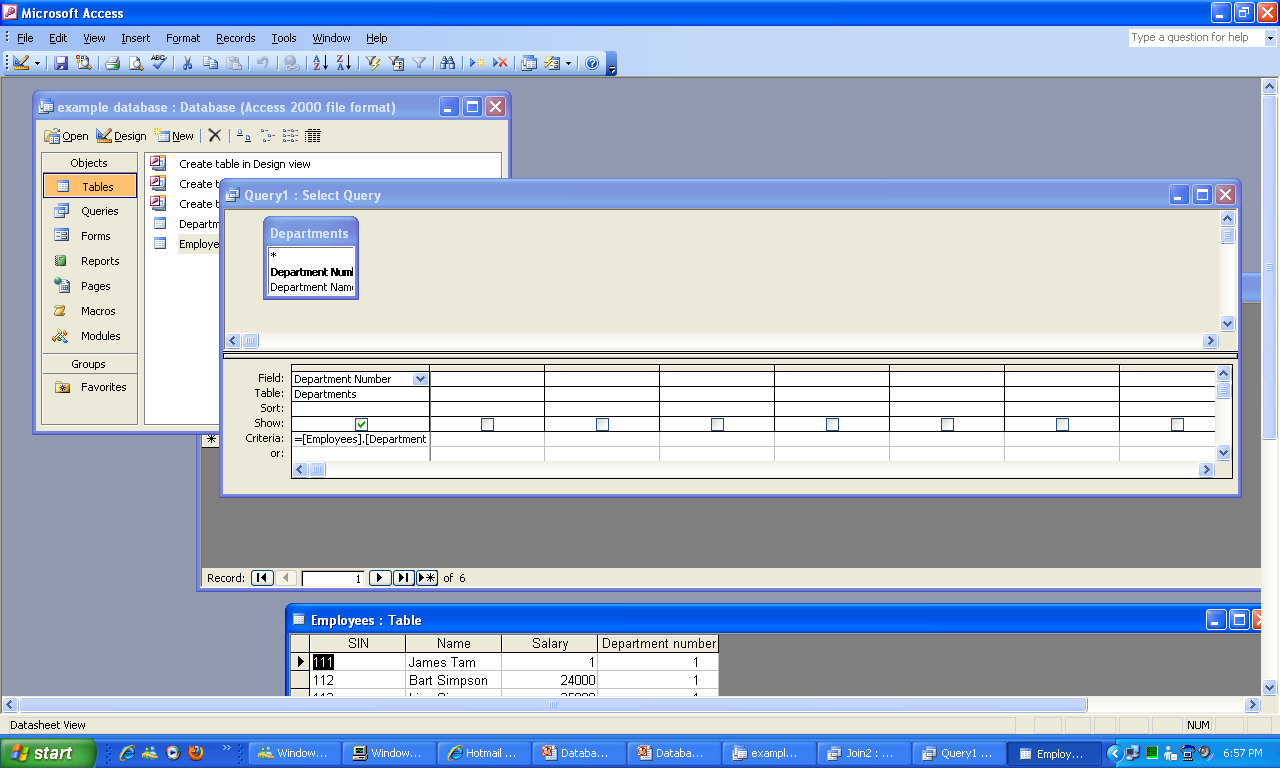 Microsoft Access
File Edit View Insert Format Records Tools Window Help
Type a question for help
example database : Database (Access 2000 file format)
Open Design New
Objects
Tables
Queries
Forms
Reports
Pages
Macros
Modules
Groups
Favorites
Create table in Design view
Create t
Create t
Departm
Employe
Query1 : Select Query
Departments
*
Department Num
Department Name
Field: Department Number
Table: Departments
Sort:
Show:
Criteria: =[Employees].[Department
or:
Record: 1 of 6
Employees : Table
SIN Name Salary Department number
111 James Tam 1 1
112 Bart Simpson 24000 1
Datasheet View
NUM
start
Window...
Window...
Hotmail ...
Databa...
Databa...
exampl...
Join2 : ...
Query1 ...
Employ...
6:57 PM